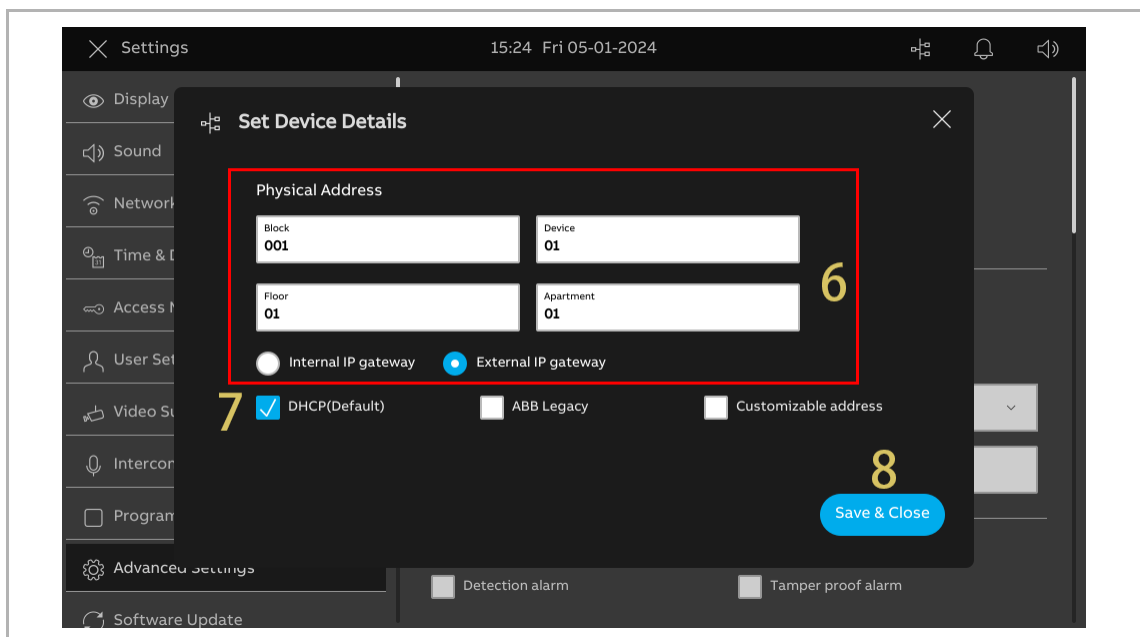 Settings
15:24 Fri 05-01-2024
Display
Set Device Details
Sound
Physical Address
Network
Block
001
Device
01
Time & D
6
Floor
01
Apartment
01
Access
User Set
Internal IP gateway
External IP gateway
7
DHCP(Default)
ABB Legacy
Customizable address
Video Su
8
Intercom
Program
Save & Close
Advanced Settings
Detection alarm
Tamper proof alarm
Software Update